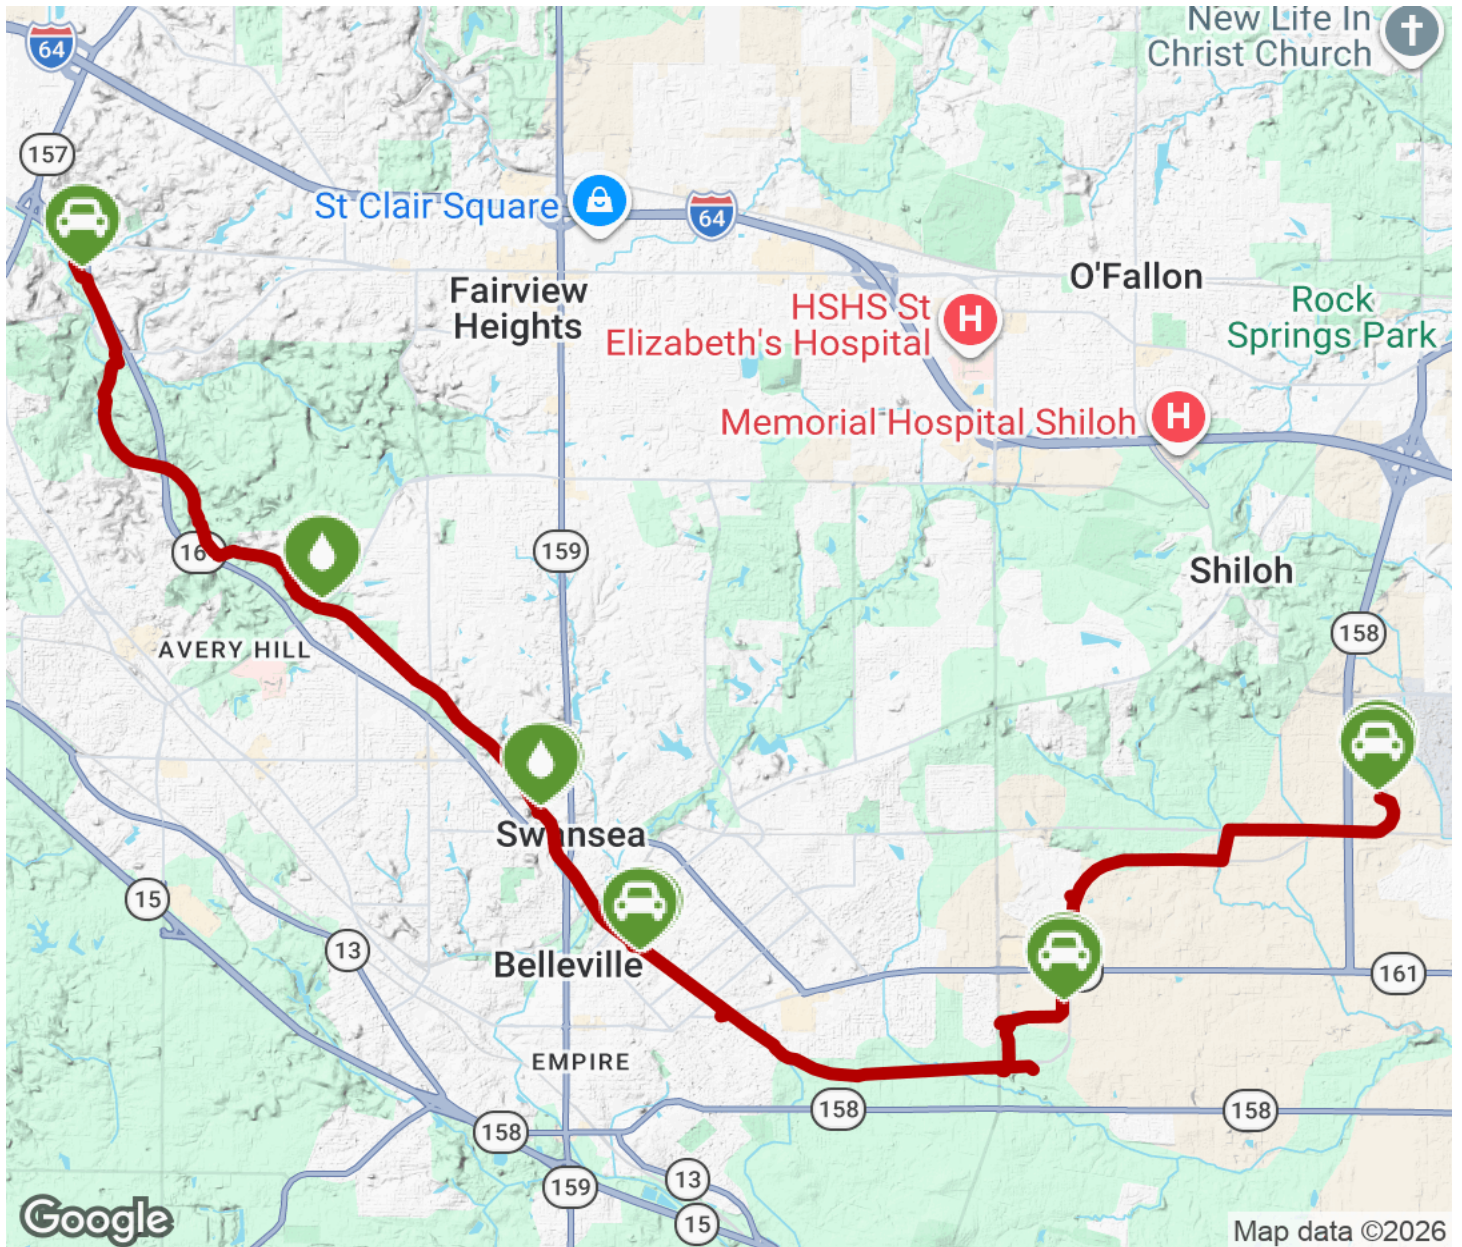 New Life In
Christ Church
64
157
St Clair Square
64
O'Fallon
Fairview
Heights
HSHS St
Elizabeth's Hospital
H
Rock
Springs Park
Memorial Hospital Shiloh
H
16
159
Shiloh
158
AVERY HILL
Swansea
15
13
Belleville
161
EMPIRE
158
158
158
159
13
15
Google
Map data ©2026